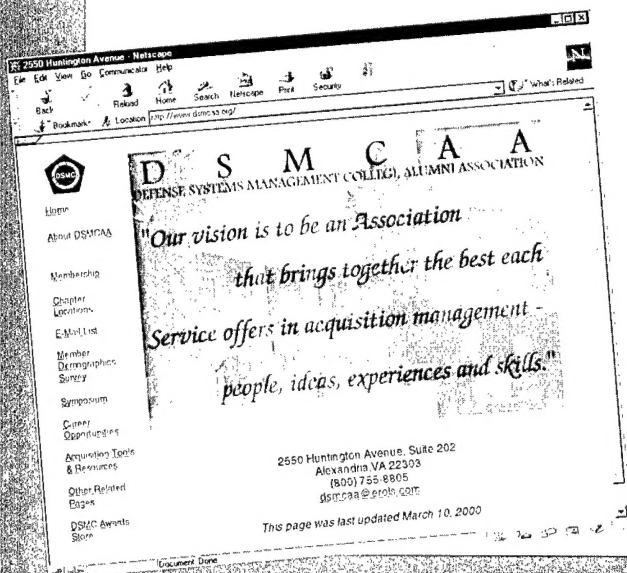 2550 Huntington Avenue - Netscape
File Edit View Go Communicator Help
Back Reload Home Search Netscape Print Security
Bookmarks Location http://www.dsmcaa.org/ What's Related
DSMC
D S M C A A
DEFENSE SYSTEMS MANAGEMENT COLLEGE ALUMNI ASSOCIATION
Home
About DSMCAA
Membership
Chapter
Locations
E-Mail List
Member
Demographics
Survey
Symposium
Career
Opportunities
Acquisition Tools
& Resources
Other Related
Pages
DSMC Awards
Store
"Our vision is to be an Association
that brings together the best each
Service offers in acquisition management -
people, ideas, experiences and skills."
2550 Huntington Avenue, Suite 202
Alexandria, VA 22303
(800) 755-8805
dsmcaa@erols.com
This page was last updated March 10, 2000
Document Done